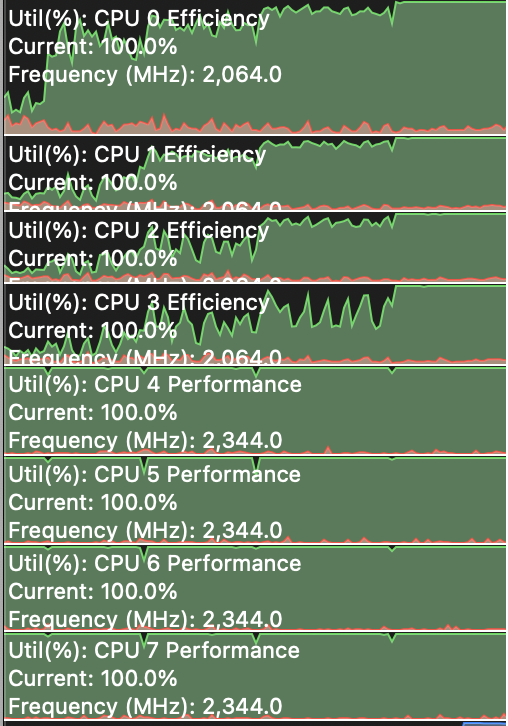 Util(%): CPU 0 Efficiency
Current: 100.0%
Frequency (MHz): 2,064.0
Util(%): CPU 1 Efficiency
Current: 100.0%
Frequency (MHz): 2,064.0
Util(%): CPU 2 Efficiency
Current: 100.0%
Util(%): CPU 3 Efficiency
Current: 100.0%
Frequency (MHz): 2,064.0
Util(%): CPU 4 Performance
Current: 100.0%
Frequency (MHz): 2,344.0
Util(%): CPU 5 Performance
Current: 100.0%
Frequency (MHz): 2,344.0
Util(%): CPU 6 Performance
Current: 100.0%
Frequency (MHz): 2,344.0
Util(%): CPU 7 Performance
Current: 100.0%
Frequency (MHz): 2,344.0